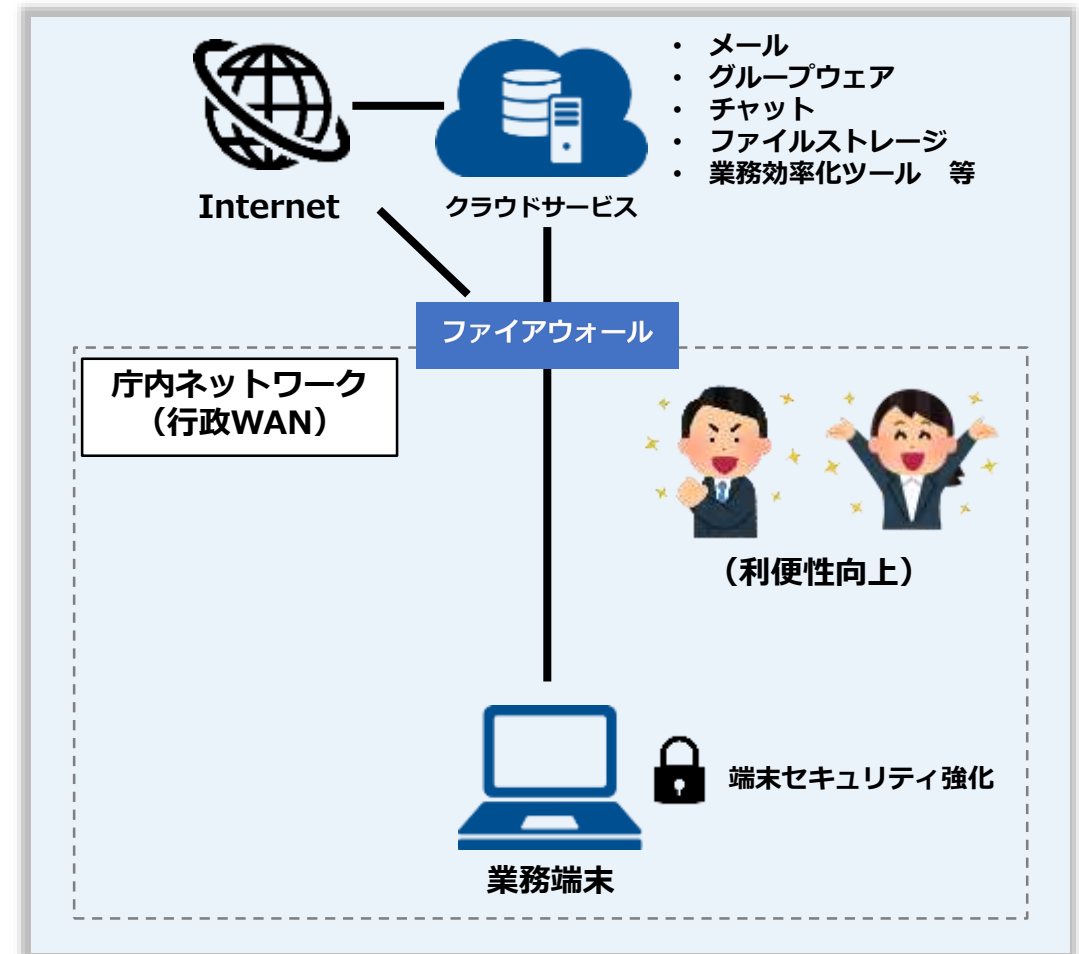 ・ メール
・ グループウェア
・ チャット
・ ファイルストレージ
・ 業務効率化ツール　等
Internet
クラウドサービス
ファイアウォール
庁内ネットワーク
（行政WAN）
（利便性向上）
端末セキュリティ強化
業務端末